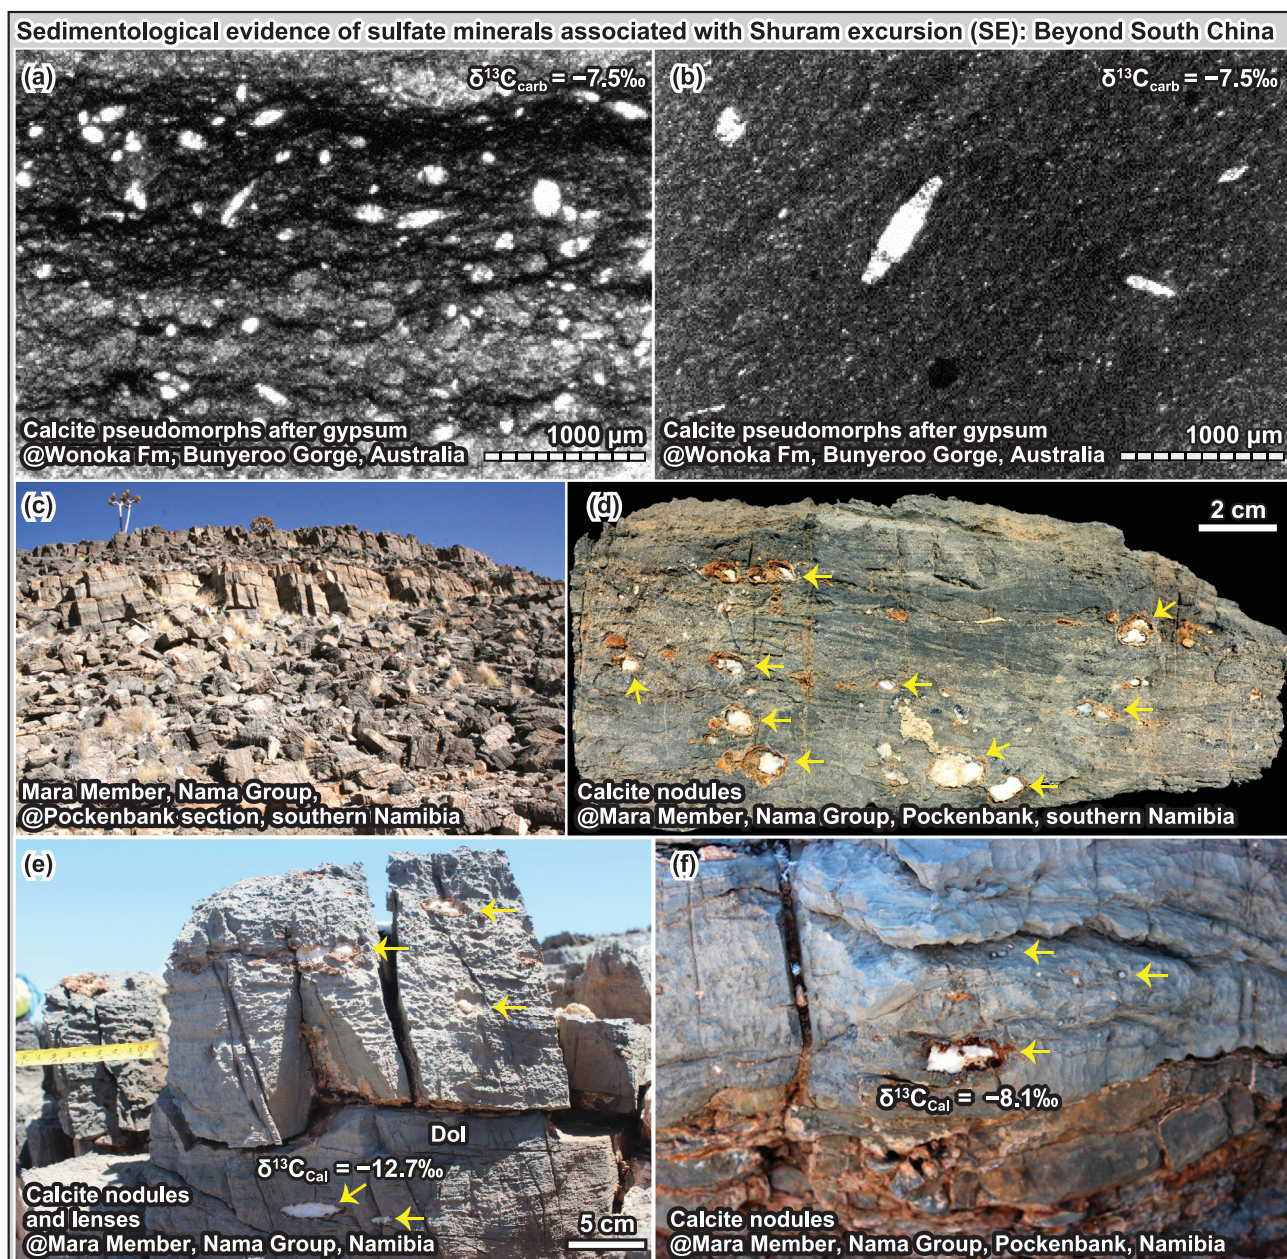 Sedimentological evidence of sulfate minerals associated with Shuram excursion (SE): Beyond South China
(a)
δ¹³C_carb = −7.5‰
Calcite pseudomorphs after gypsum
@Wonoka Fm, Bunyeroo Gorge, Australia
1000 μm
(b)
δ¹³C_carb = −7.5‰
Calcite pseudomorphs after gypsum
@Wonoka Fm, Bunyeroo Gorge, Australia
1000 μm
(c)
Mara Member, Nama Group,
@Pockenbank section, southern Namibia
(d)
2 cm
Calcite nodules
@Mara Member, Nama Group, Pockenbank, southern Namibia
(e)
Dol
δ¹³C_Cal = −12.7‰
Calcite nodules
and lenses
@Mara Member, Nama Group, Namibia
5 cm
(f)
δ¹³C_Cal = −8.1‰
Calcite nodules
@Mara Member, Nama Group, Pockenbank, Namibia